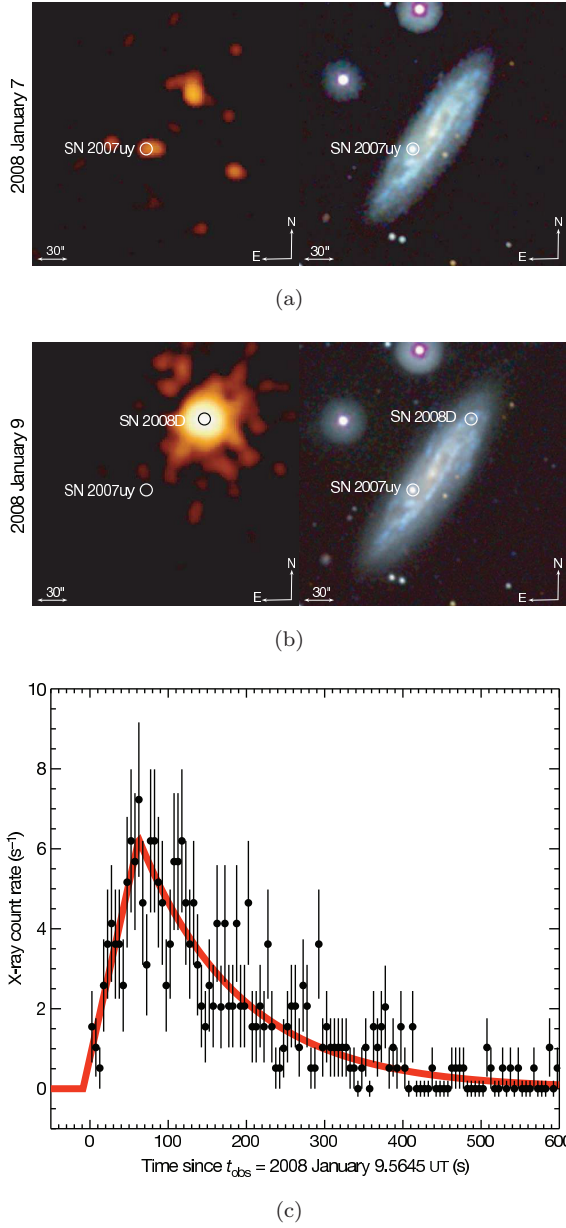 2008 January 7
SN 2007uy
SN 2007uy
30"
E
N
30"
E
N
(a)
2008 January 9
SN 2008D
SN 2007uy
SN 2008D
SN 2007uy
30"
E
N
30"
E
N
(b)
10
8
6
4
2
0
X-ray count rate (s⁻¹)
0 100 200 300 400 500 600
Time since tobs = 2008 January 9.5645 UT (s)
(c)